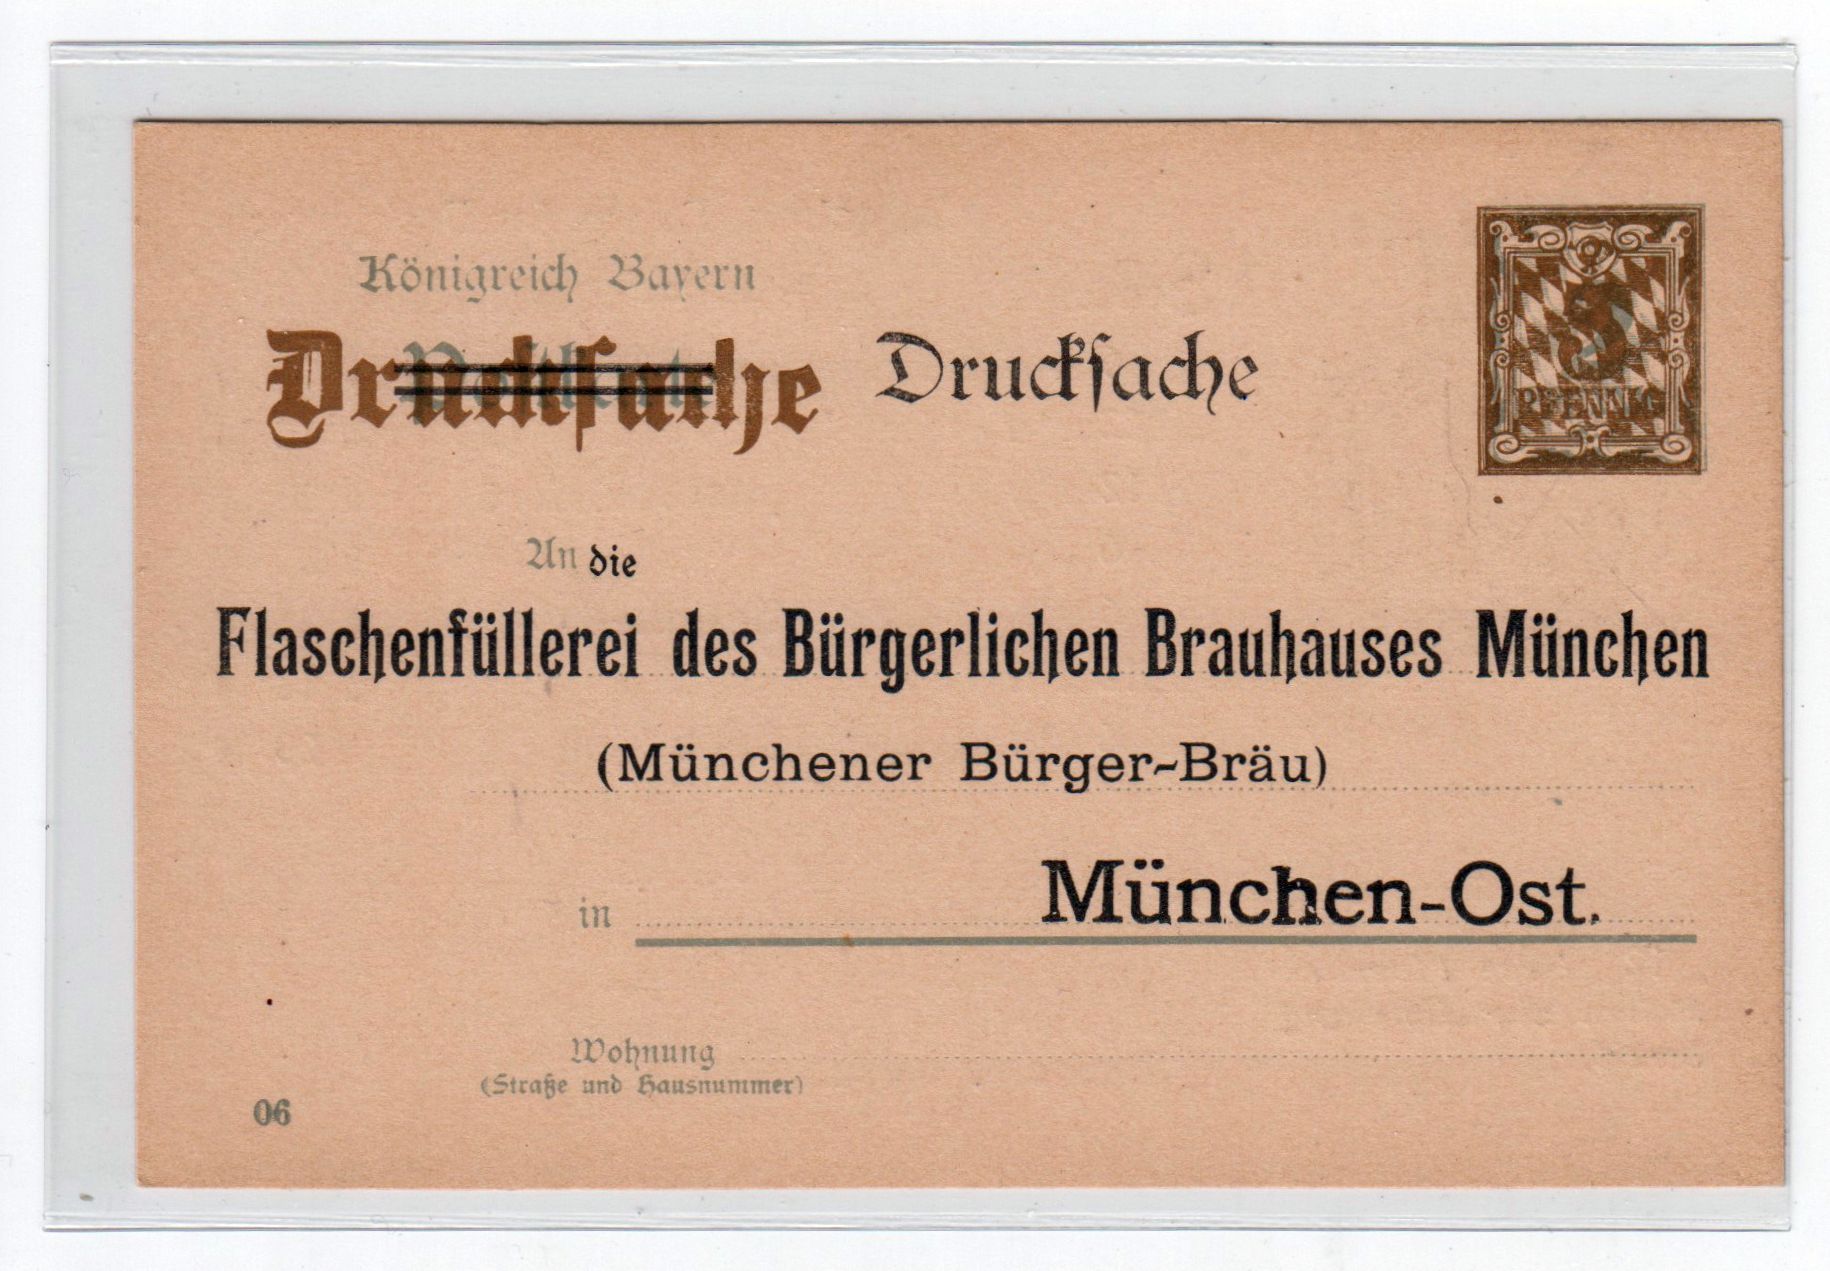 Königreich Bayern
Drucksache Drucksache
3
PFENNIG
An die
Flaschenfüllerei des Bürgerlichen Brauhauses München
(Münchener Bürger-Bräu)
in München-Ost.
Wohnung
(Straße und Hausnummer)
06